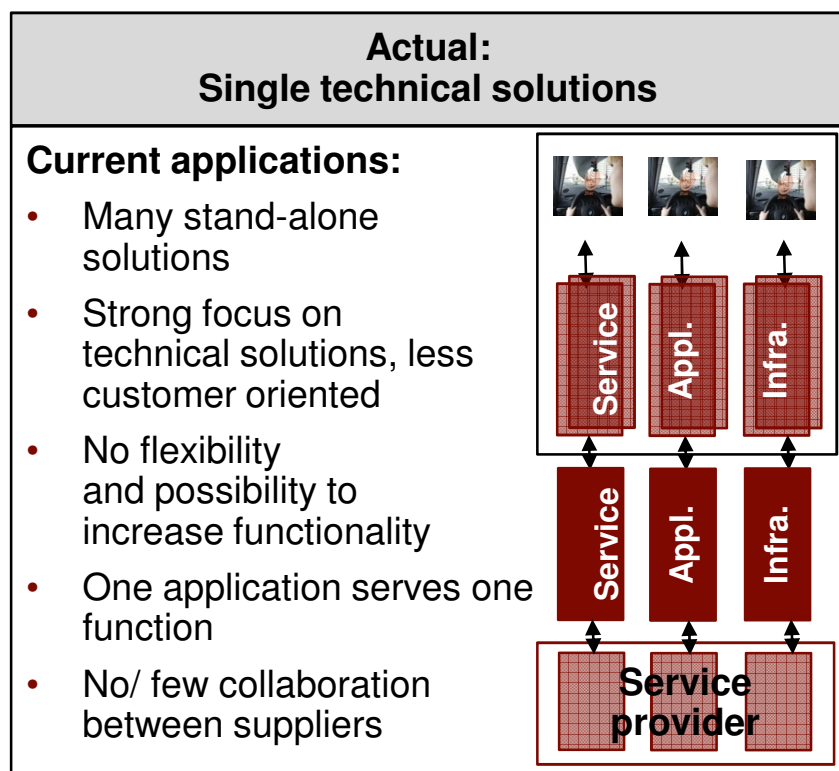 Actual:
Single technical solutions
Current applications:
• Many stand-alone
solutions
• Strong focus on
technical solutions, less
customer oriented
• No flexibility
and possibility to
increase functionality
• One application serves one
function
• No/ few collaboration
between suppliers
Service
Appl.
Infra.
Service
Appl.
Infra.
Service
provider